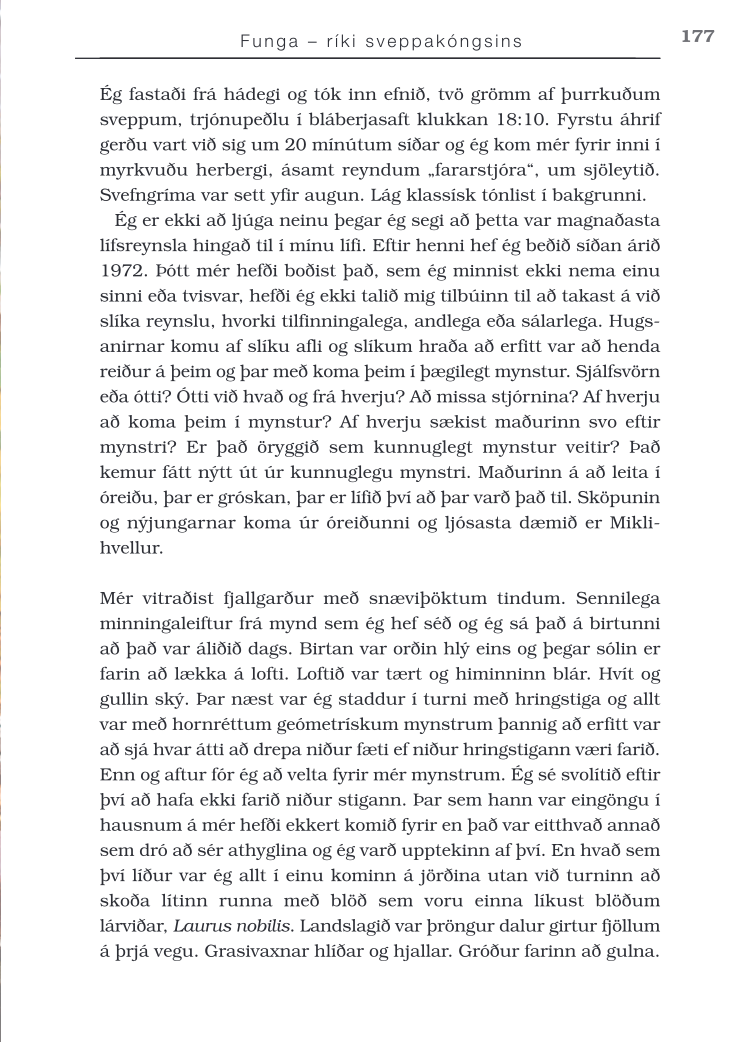 Funga – ríki sveppakóngsins
177
Ég fastaði frá hádegi og tók inn efnið, tvö grömm af þurrkuðum
sveppum, trjónupeðlu í bláberjasaft klukkan 18:10. Fyrstu áhrif
gerðu vart við sig um 20 mínútum síðar og ég kom mér fyrir inni í
myrkvuðu herbergi, ásamt reyndum „fararstjóra“, um sjöleytið.
Svefngríma var sett yfir augun. Lág klassísk tónlist í bakgrunni.
Ég er ekki að ljúga neinu þegar ég segi að þetta var magnaðasta
lífsreynsla hingað til í mínu lífi. Eftir henni hef ég beðið síðan árið
1972. Þótt mér hefði boðist það, sem ég minnist ekki nema einu
sinni eða tvisvar, hefði ég ekki talið mig tilbúinn til að takast á við
slíka reynslu, hvorki tilfinningalega, andlega eða sálarlega. Hugs-
anirnar komu af slíku afli og slíkum hraða að erfitt var að henda
reiður á þeim og þar með koma þeim í þægilegt mynstur. Sjálfsvörn
eða ótti? Ótti við hvað og frá hverju? Að missa stjórnina? Af hverju
að koma þeim í mynstur? Af hverju sækist maðurinn svo eftir
mynstri? Er það öryggið sem kunnuglegt mynstur veitir? Það
kemur fátt nýtt út úr kunnuglegu mynstri. Maðurinn á að leita í
óreiðu, þar er gróskan, þar er lífið því að þar varð það til. Sköpunin
og nýjungarnar koma úr óreiðunni og ljósasta dæmið er Mikli-
hvellur.
Mér vitraðist fjallgarður með snæviþöktum tindum. Sennilega
minningaleiftur frá mynd sem ég hef séð og ég sá það á birtunni
að það var áliðið dags. Birtan var orðin hlý eins og þegar sólin er
farin að lækka á lofti. Loftið var tært og himinninn blár. Hvít og
gullin ský. Þar næst var ég staddur í turni með hringstiga og allt
var með hornréttum geómetrískum mynstrum þannig að erfitt var
að sjá hvar átti að drepa niður fæti ef niður hringstigann væri farið.
Enn og aftur fór ég að velta fyrir mér mynstrum. Ég sé svolítið eftir
því að hafa ekki farið niður stigann. Þar sem hann var eingöngu í
hausnum á mér hefði ekkert komið fyrir en það var eitthvað annað
sem dró að sér athyglina og ég varð upptekinn af því. En hvað sem
því líður var ég allt í einu kominn á jörðina utan við turninn að
skoða lítinn runna með blöð sem voru einna líkust blöðum
lárviðar, Laurus nobilis. Landslagið var þröngur dalur girtur fjöllum
á þrjá vegu. Grasivaxnar hlíðar og hjallar. Gróður farinn að gulna.